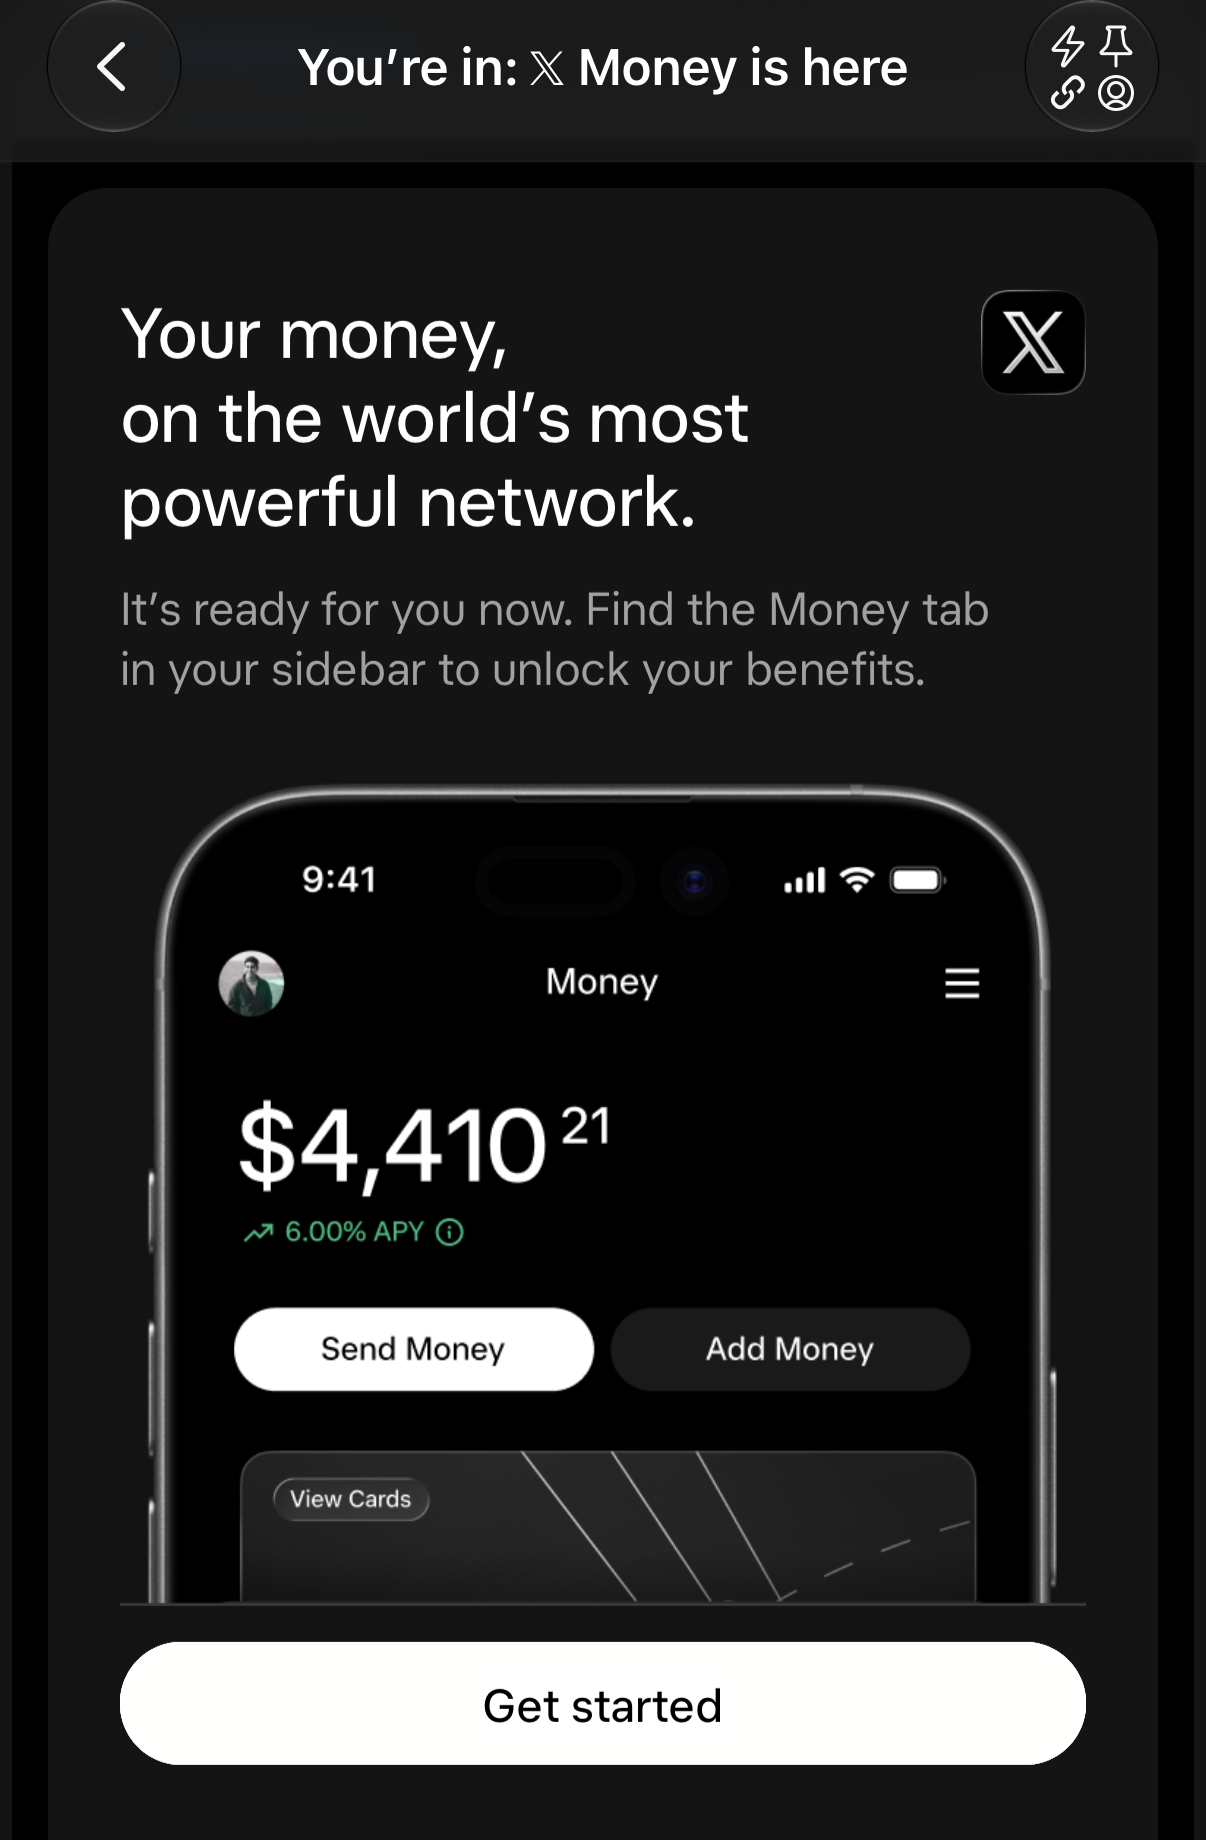 You’re in: 𝕏 Money is here
Your money,
on the world’s most
powerful network.
It’s ready for you now. Find the Money tab
in your sidebar to unlock your benefits.
9:41
Money
$4,410 21
6.00% APY
Send Money
Add Money
View Cards
Get started